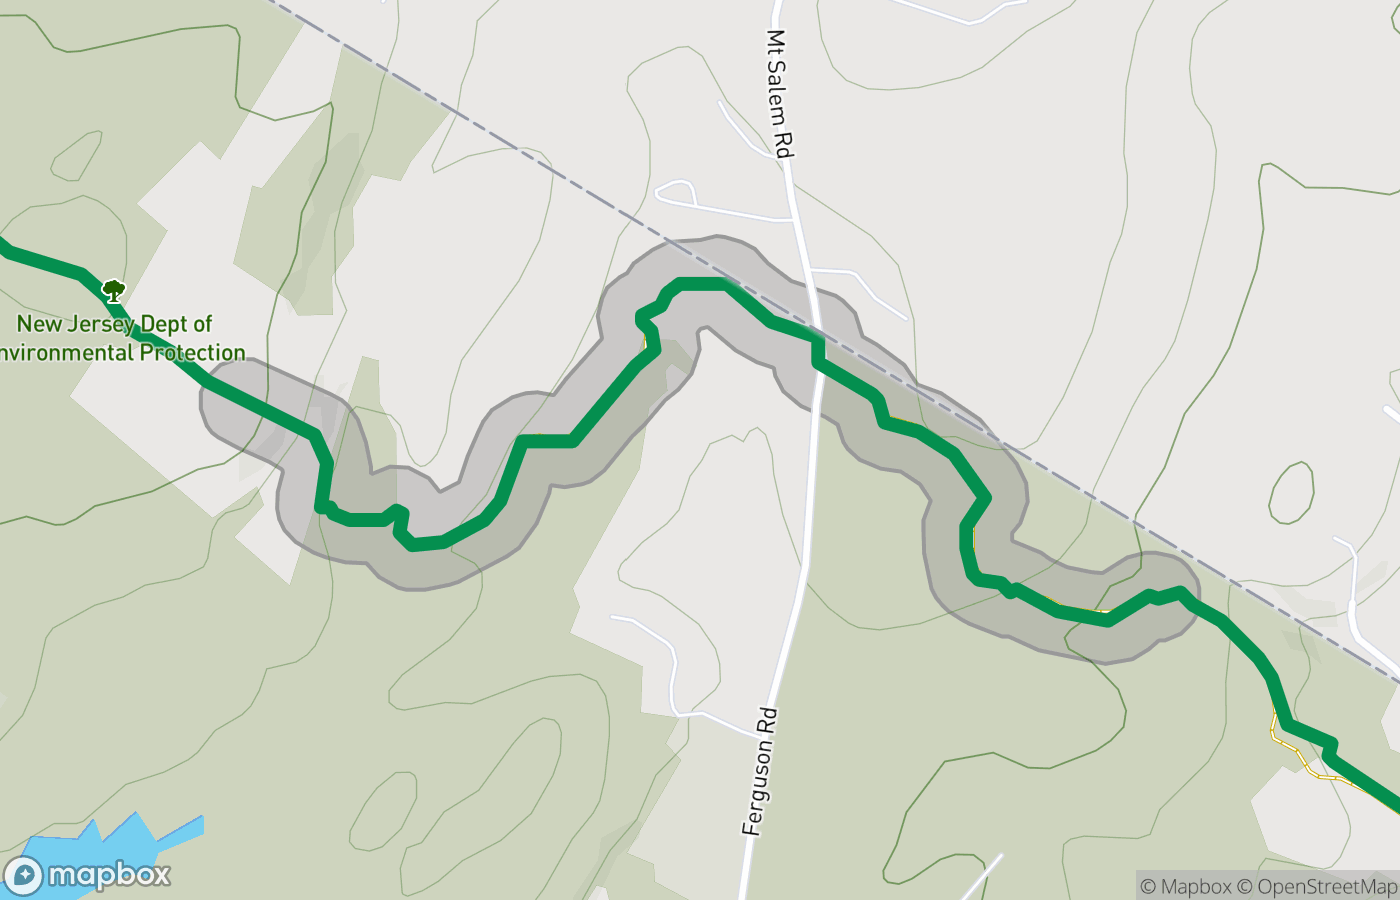 Mt Salem Rd
New Jersey Dept of
nvironmental Protection
Ferguson Rd
mapbox
© Mapbox © OpenStreetMap